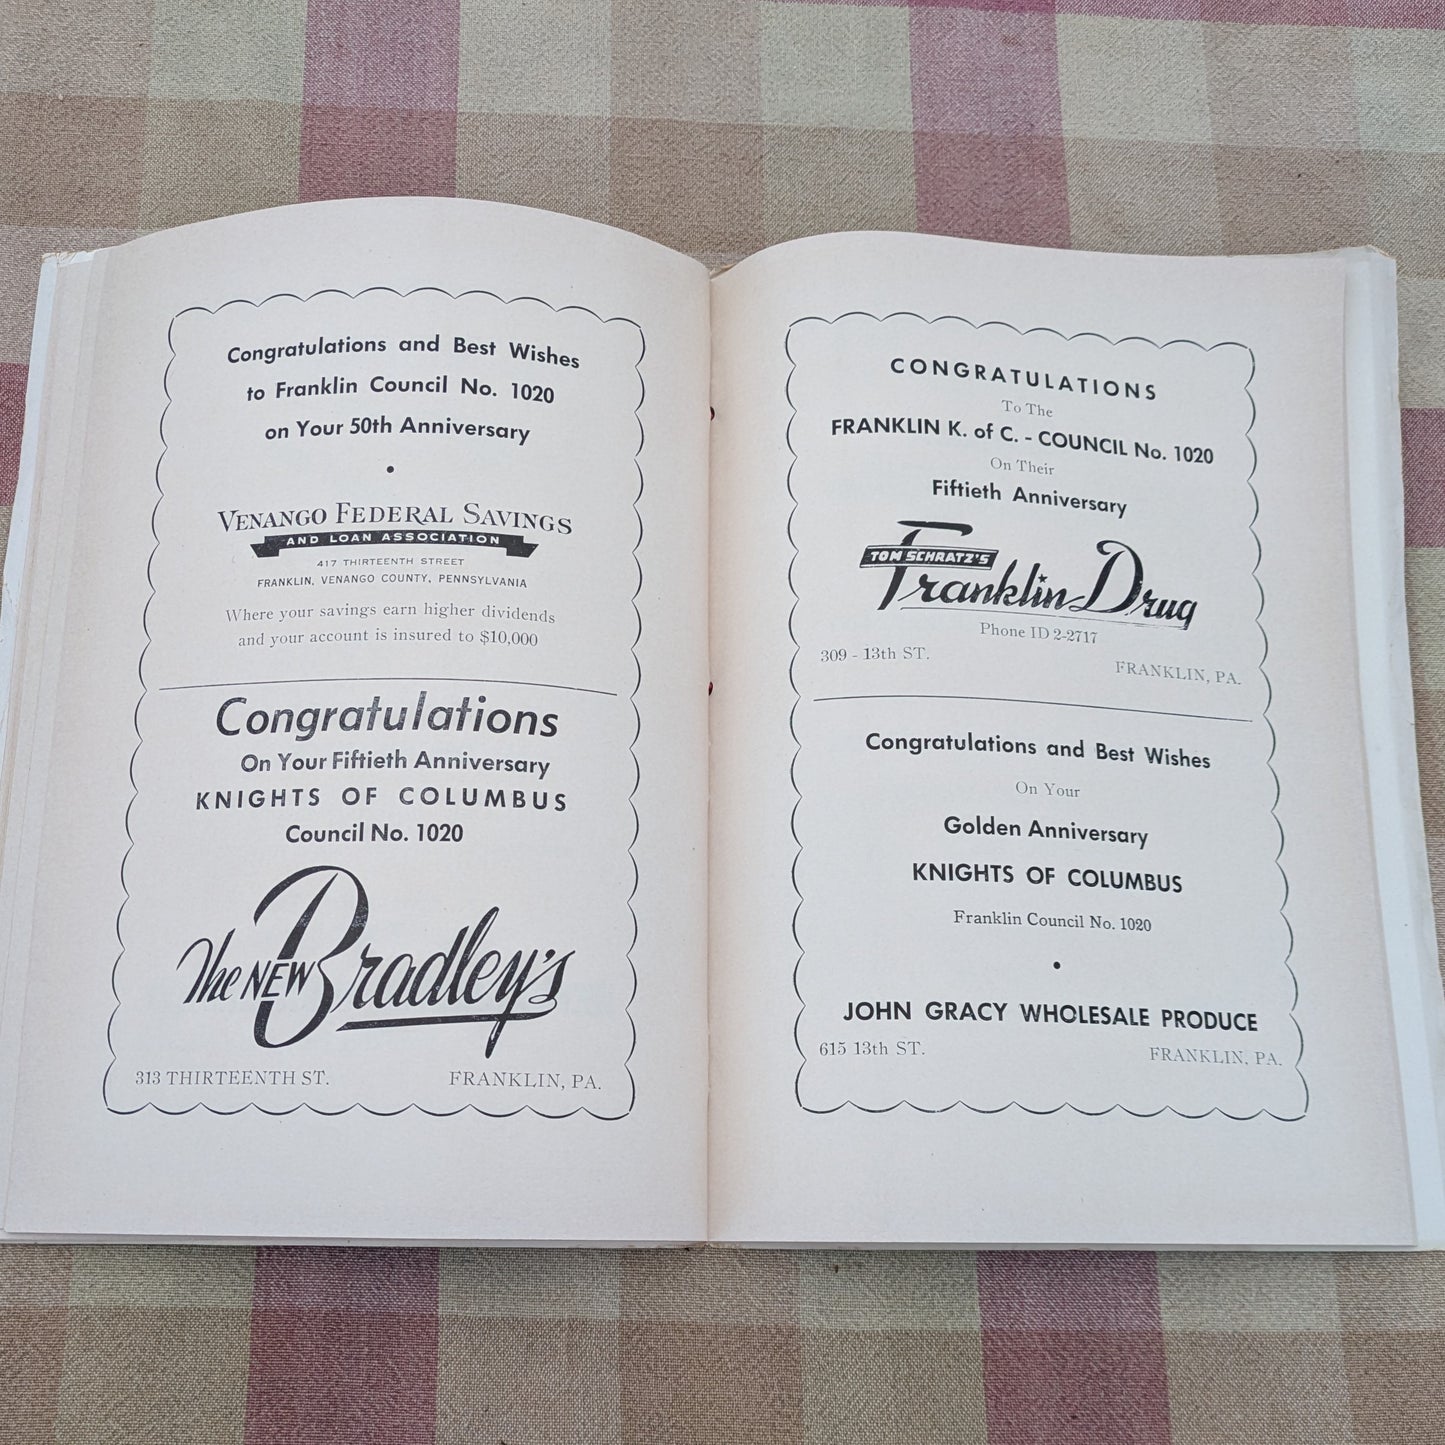 Congratulations and Best Wishes
to Franklin Council No. 1020
on Your 50th Anniversary
VENANGO FEDERAL SAVINGS
AND LOAN ASSOCIATION
417 THIRTEENTH STREET
FRANKLIN, VENANGO COUNTY, PENNSYLVANIA
Where your savings earn higher dividends
and your account is insured to $10,000
Congratulations
On Your Fiftieth Anniversary
KNIGHTS OF COLUMBUS
Council No. 1020
The NEW Bradley's
313 THIRTEENTH ST. FRANKLIN, PA.
CONGRATULATIONS
To The
FRANKLIN K. of C. - COUNCIL No. 1020
On Their
Fiftieth Anniversary
TOM SCHRATZ'S
Franklin Drug
Phone ID 2-2717
309 - 13th ST. FRANKLIN, PA.
Congratulations and Best Wishes
On Your
Golden Anniversary
KNIGHTS OF COLUMBUS
Franklin Council No. 1020
JOHN GRACY WHOLESALE PRODUCE
615 13th ST. FRANKLIN, PA.